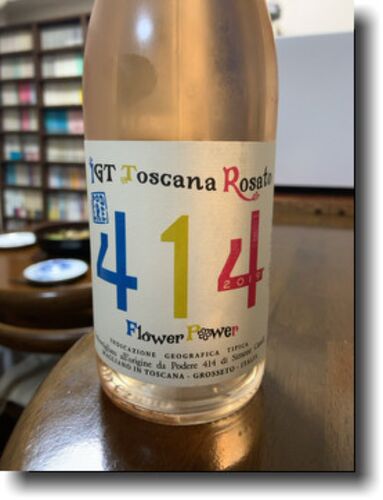 IGT Toscana Rosato
414
Flower Power
INDICAZIONE GEOGRAFICA TIPICA
all'origine da Podere 414 di Simone
MAGLIANO IN TOSCANA - GROSSETO - ITALIA